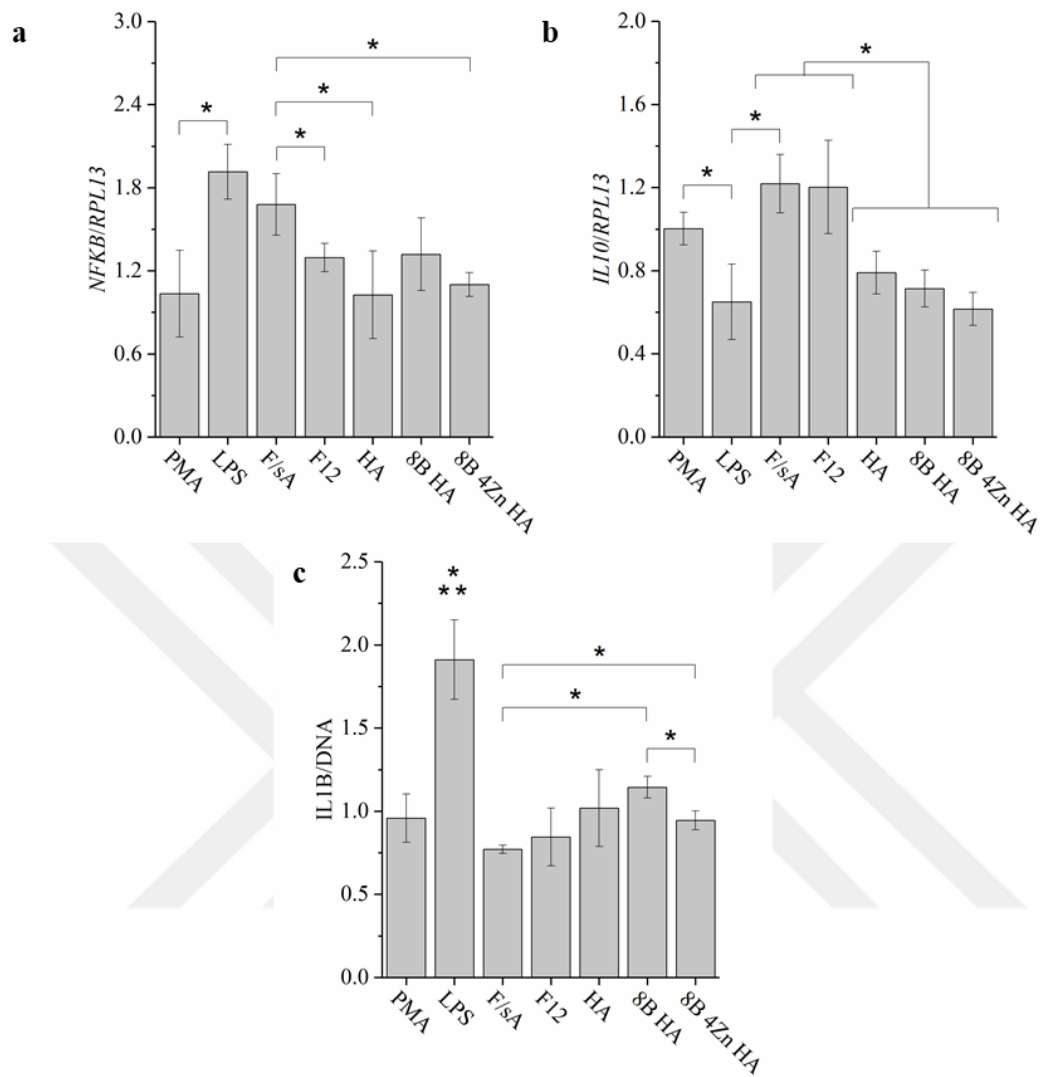 a
NFKB/RPL13
3.0
2.4
1.8
1.2
0.6
0.0
*
*
*
*
PMA
LPS
F/sA
F12
HA
8B HA
8B 4Zn HA
b
IL10/RPL13
2.0
1.6
1.2
0.8
0.4
0.0
*
*
*
PMA
LPS
F/sA
F12
HA
8B HA
8B 4Zn HA
c
IL1B/DNA
2.5
2.0
1.5
1.0
0.5
0.0
*
**
*
*
*
PMA
LPS
F/sA
F12
HA
8B HA
8B 4Zn HA